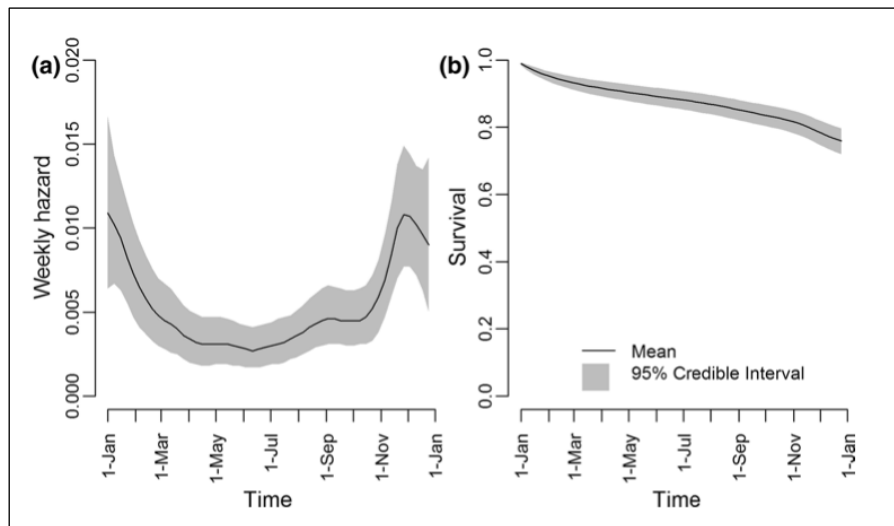 (a)
0.020
0.015
0.010
0.005
0.000
Weekly hazard
1-Jan
1-Mar
1-May
1-Jul
1-Sep
1-Nov
1-Jan
Time
(b)
1.0
0.8
0.6
0.4
0.2
0.0
Survival
Mean
95% Credible Interval
1-Jan
1-Mar
1-May
1-Jul
1-Sep
1-Nov
1-Jan
Time